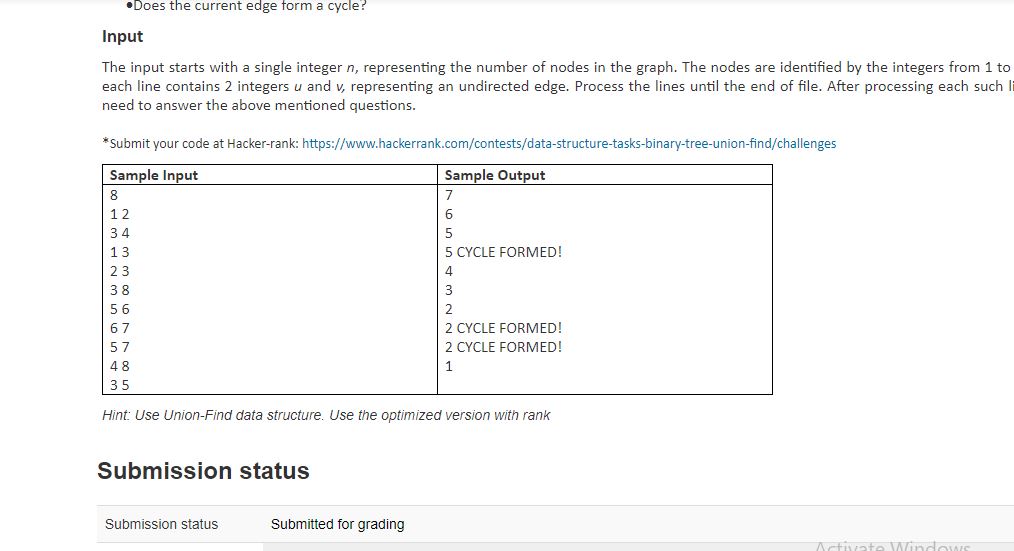 •Does the current edge form a cycle?
Input
The input starts with a single integer n, representing the number of nodes in the graph. The nodes are identified by the integers from 1 to
each line contains 2 integers u and v, representing an undirected edge. Process the lines until the end of file. After processing each such li
need to answer the above mentioned questions.
*Submit your code at Hacker-rank: https://www.hackerrank.com/contests/data-structure-tasks-binary-tree-union-find/challenges
Sample Input Sample Output
8 7
1 2 6
3 4 5
1 3 5 CYCLE FORMED!
2 3 4
3 8 3
5 6 2
6 7 2 CYCLE FORMED!
5 7 2 CYCLE FORMED!
4 8 1
3 5
Hint: Use Union-Find data structure. Use the optimized version with rank
Submission status
Submission status Submitted for grading
Activate Windows